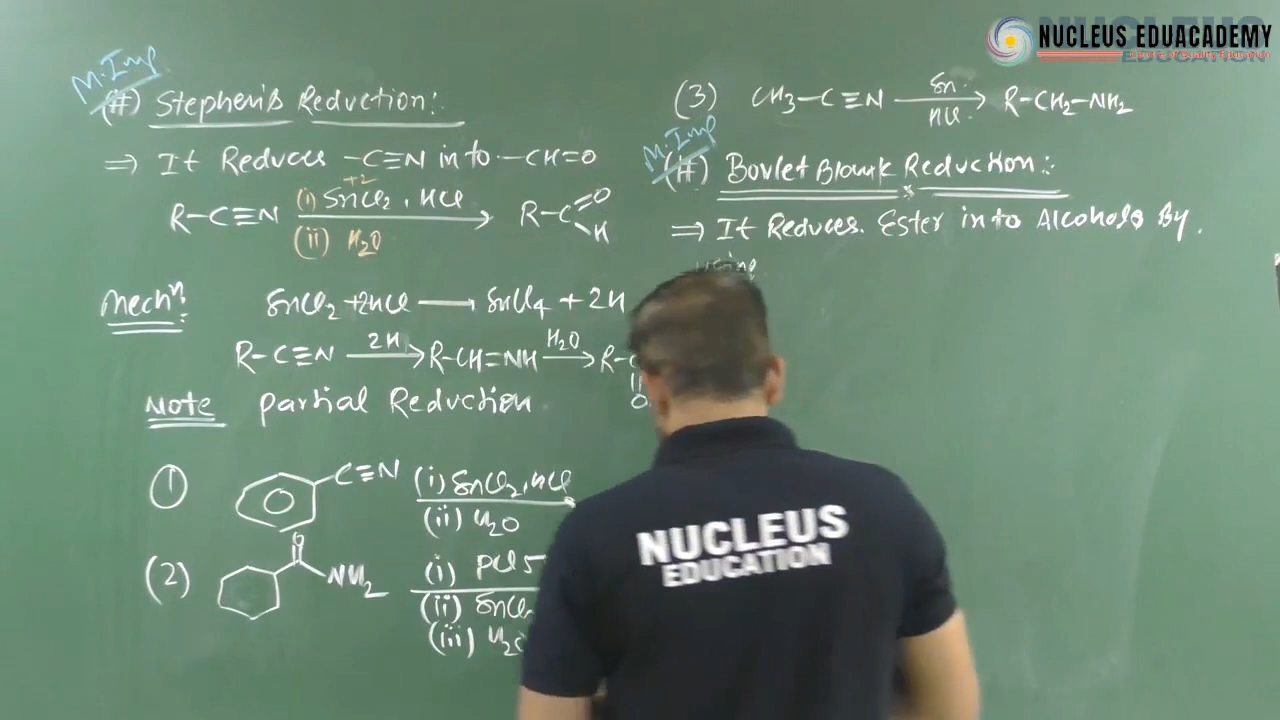 NUCLEUS EDUACADEMY
M.Imp
(#) Stephen's Reduction:
⇒ It Reduces -C≡N into -CH=O
+2
R-C≡N (i) SnCl2, HCl (ii) H2O → R-C=O H
Mechn: SnCl2 + 2HCl → SnCl4 + 2H
R-C≡N 2H → R-CH=NH H2O → R-C O
Note Partial Reduction
① C≡N (i) SnCl2, HCl (ii) H2O
(2) O NH2 (i) PCl5 (ii) SnCl2 (iii) H2O
(3) CH3-C≡N Sn HCl → R-CH2-NH2
M.Imp
(#) Bovlet Blank Reduction:
⇒ It Reduces Ester into Alcohols By
using
NUCLEUS
EDUCATION